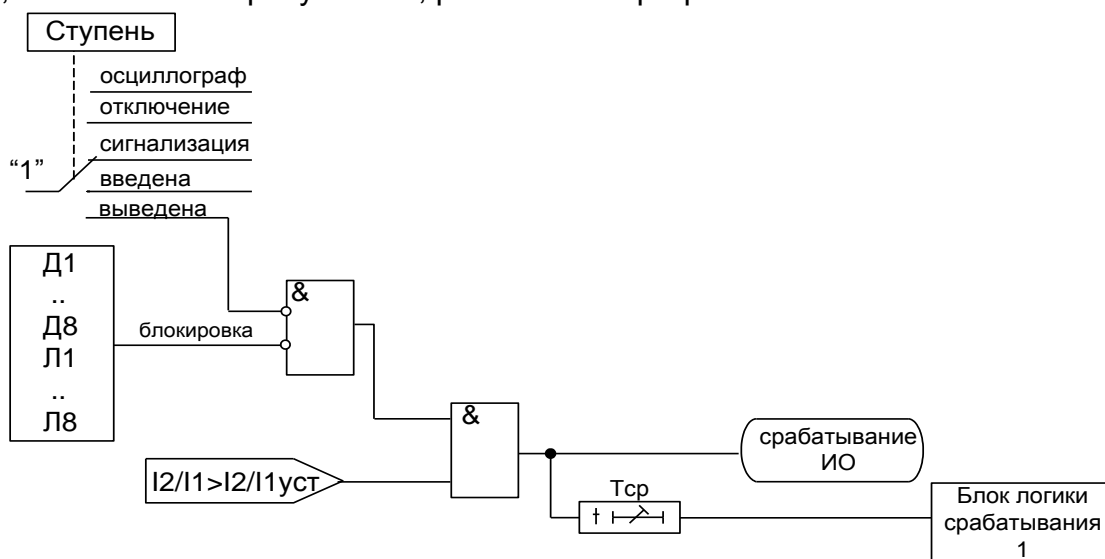 Ступень
осциллограф
отключение
сигнализация
“1”
введена
выведена
Д1
..
Д8
Л1
..
Л8
блокировка
&
&
I2/I1>I2/I1уст
срабатывание
ИО
Тср
t
Блок логики
срабатывания
1